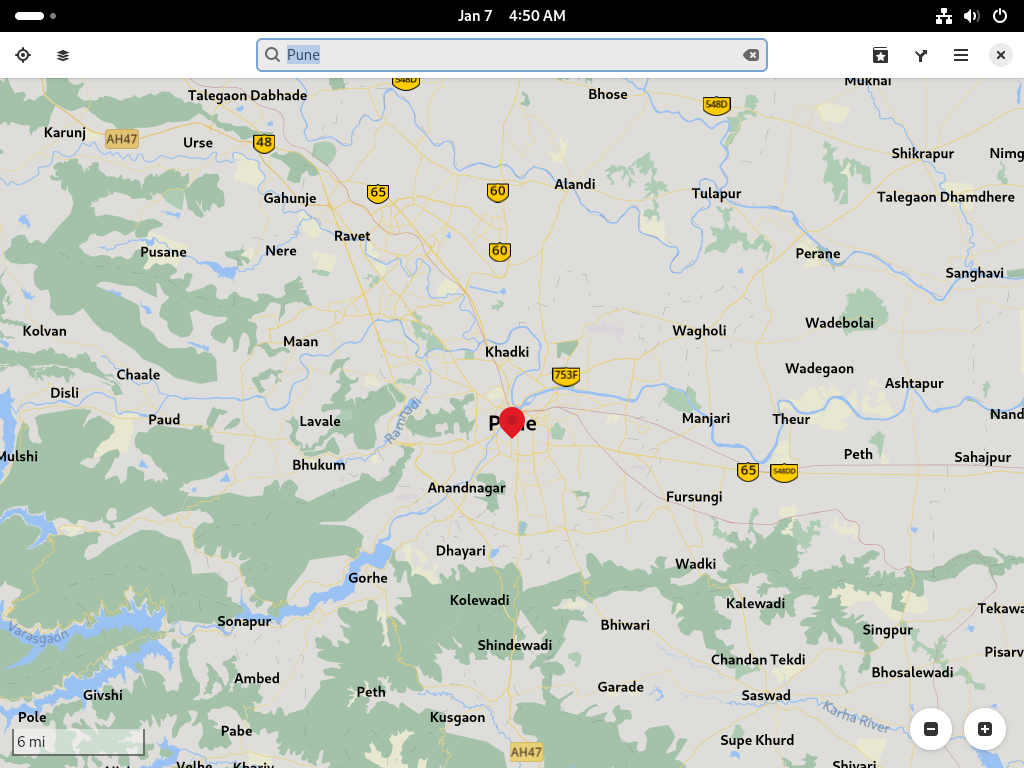 Jan 7 4:50 AM
Pune
548D
Mukhai
Talegaon Dabhade
Bhose
548D
Karunj
AH47
Urse
48
Shikrapur
Nimg
65
60
Alandi
Tulapur
Talegaon Dhamdhere
Gahunje
Ravet
Pusane
Nere
60
Perane
Sanghavi
Kolvan
Maan
Khadki
Wagholi
Wadebolai
Chaale
753F
Wadegaon
Ashtapur
Disli
Paud
Lavale
Ramnadi
Manjari
Theur
Nand
Mulshi
Bhukum
Peth
Sahajpur
65
548DD
Anandnagar
Fursungi
Dhayari
Wadki
Gorhe
Kolewadi
Kalewadi
Tekawa
Varasgaon
Sonapur
Bhiwari
Singpur
Shindewadi
Pisarv
Chandan Tekdi
Bhosalewadi
Ambed
Peth
Garade
Saswad
Givshi
Pole
Kusgaon
Karha River
Pabe
6 mi
AH47
Supe Khurd
Velhe
Khariv
Shivari